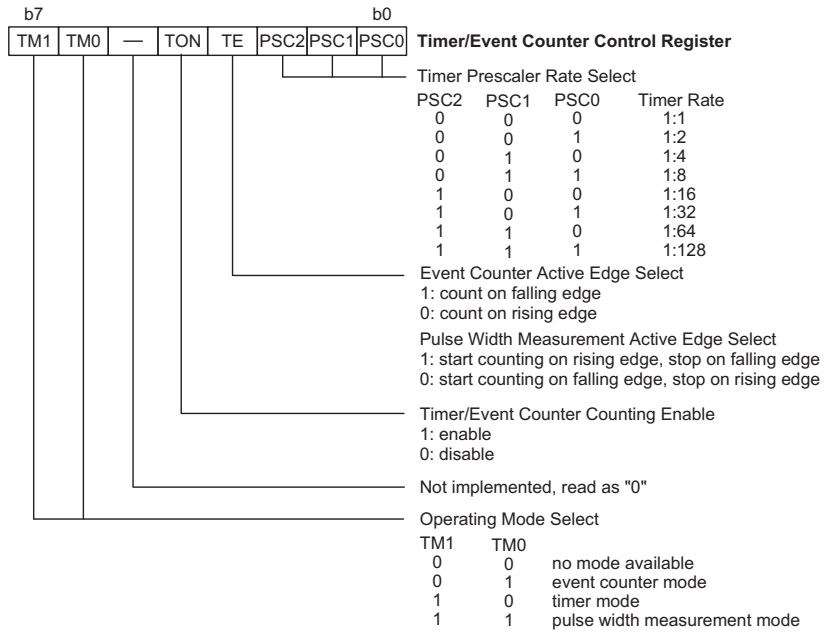 b7 b0
TM1 TM0 — TON TE PSC2 PSC1 PSC0 Timer/Event Counter Control Register
Timer Prescaler Rate Select
PSC2 PSC1 PSC0 Timer Rate
0 0 0 1:1
0 0 1 1:2
0 1 0 1:4
0 1 1 1:8
1 0 0 1:16
1 0 1 1:32
1 1 0 1:64
1 1 1 1:128
Event Counter Active Edge Select
1: count on falling edge
0: count on rising edge
Pulse Width Measurement Active Edge Select
1: start counting on rising edge, stop on falling edge
0: start counting on falling edge, stop on rising edge
Timer/Event Counter Counting Enable
1: enable
0: disable
Not implemented, read as "0"
Operating Mode Select
TM1 TM0
0 0 no mode available
0 1 event counter mode
1 0 timer mode
1 1 pulse width measurement mode